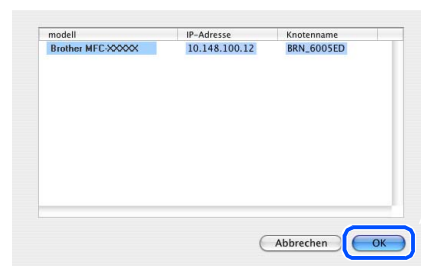 modell IP-Adresse Knotenname
Brother MFC-XXXXX 10.148.100.12 BRN_6005ED
Abbrechen OK